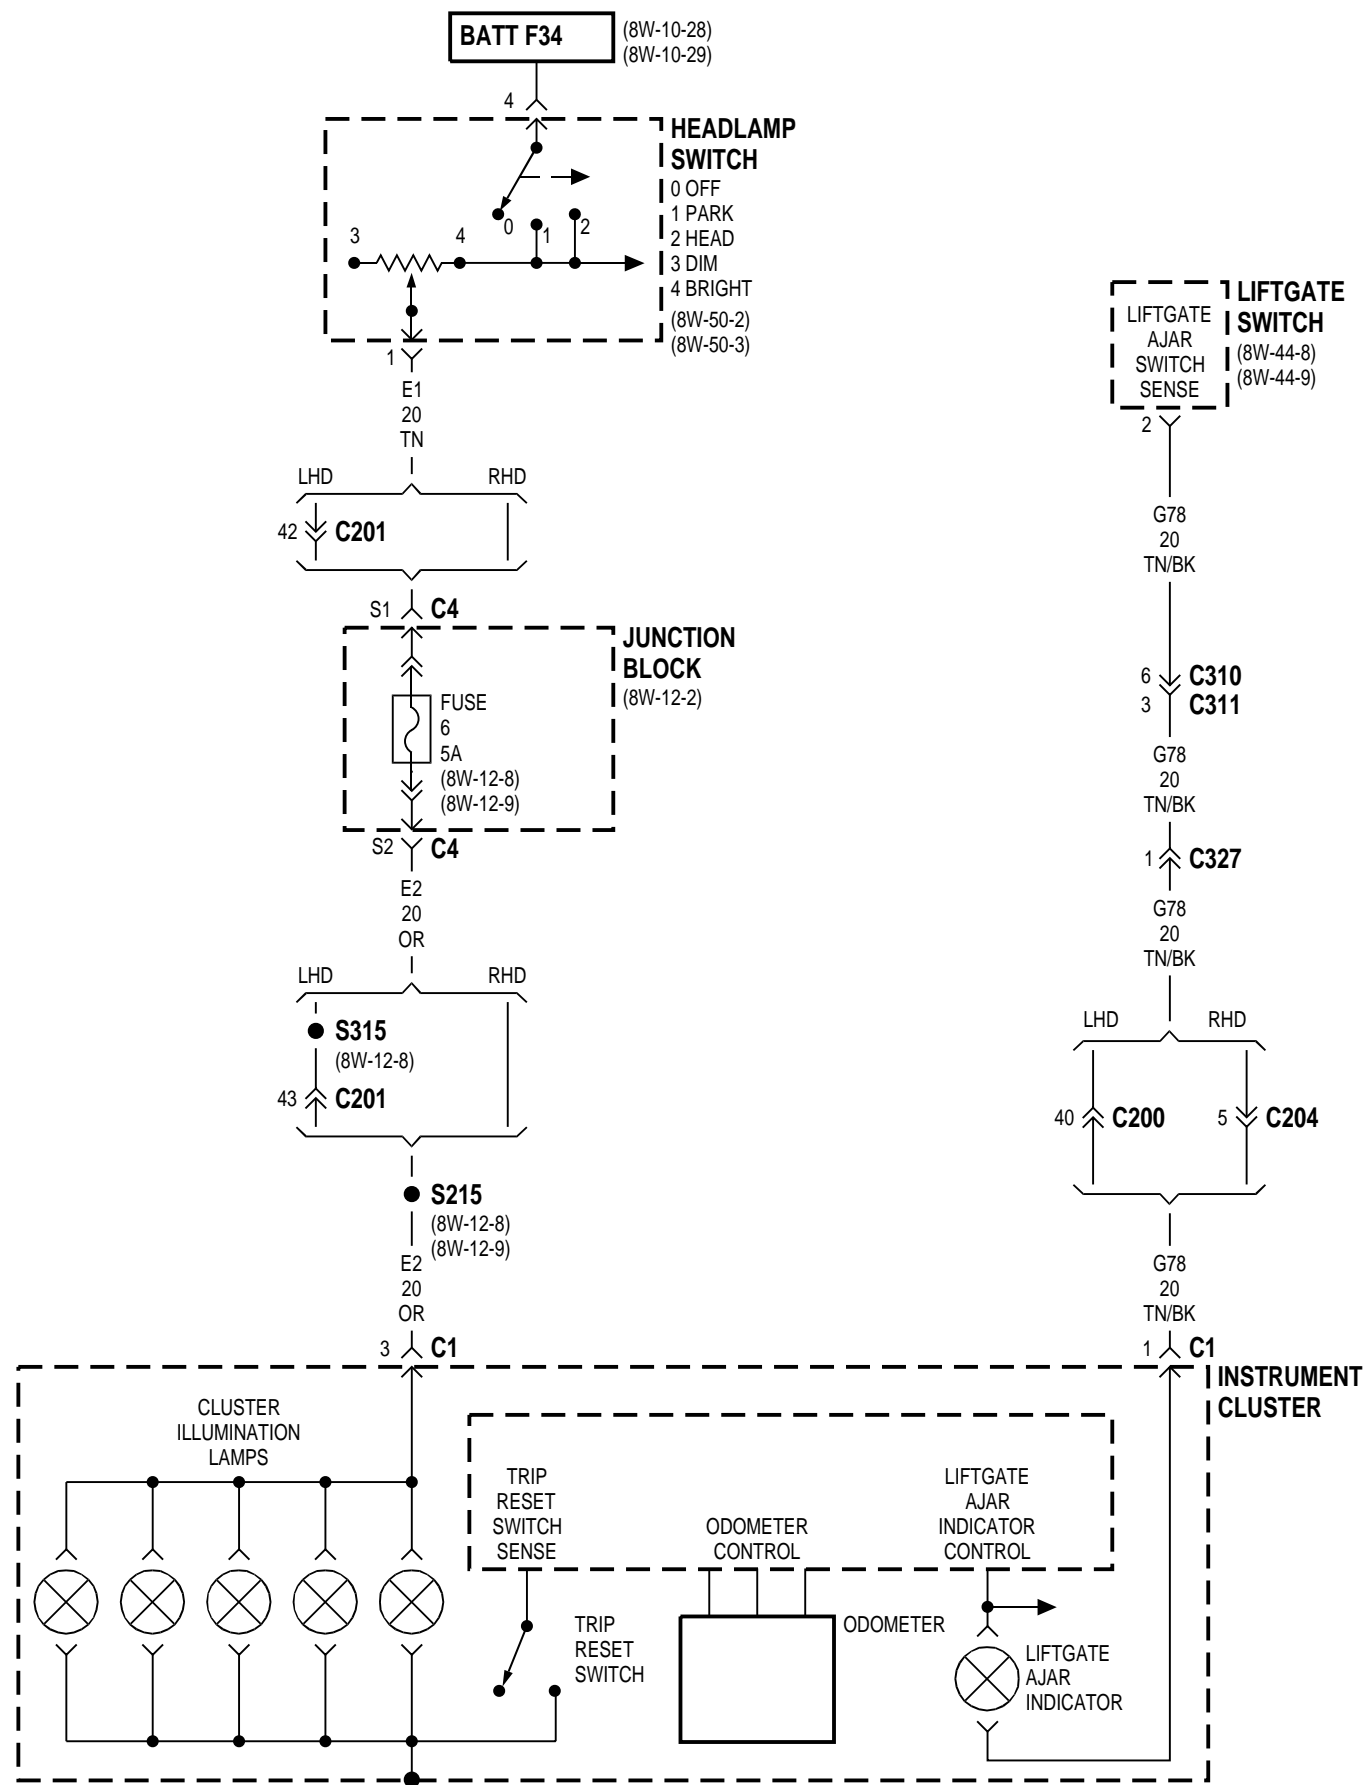 BATT F34
(8W-10-28)
(8W-10-29)
4
HEADLAMP
SWITCH
0 OFF
1 PARK
2 HEAD
3 DIM
4 BRIGHT
(8W-50-2)
(8W-50-3)
0
1
2
3
4
1
E1
20
TN
LHD
RHD
42
C201
S1
C4
JUNCTION
BLOCK
(8W-12-2)
FUSE
6
5A
(8W-12-8)
(8W-12-9)
S2
C4
E2
20
OR
LHD
RHD
S315
(8W-12-8)
43
C201
S215
(8W-12-8)
(8W-12-9)
E2
20
OR
3
C1
LIFTGATE
SWITCH
(8W-44-8)
(8W-44-9)
LIFTGATE
AJAR
SWITCH
SENSE
2
G78
20
TN/BK
6
C310
3
C311
G78
20
TN/BK
1
C327
G78
20
TN/BK
LHD
RHD
40
C200
5
C204
G78
20
TN/BK
1
C1
INSTRUMENT
CLUSTER
CLUSTER
ILLUMINATION
LAMPS
TRIP
RESET
SWITCH
SENSE
ODOMETER
CONTROL
LIFTGATE
AJAR
INDICATOR
CONTROL
TRIP
RESET
SWITCH
ODOMETER
LIFTGATE
AJAR
INDICATOR